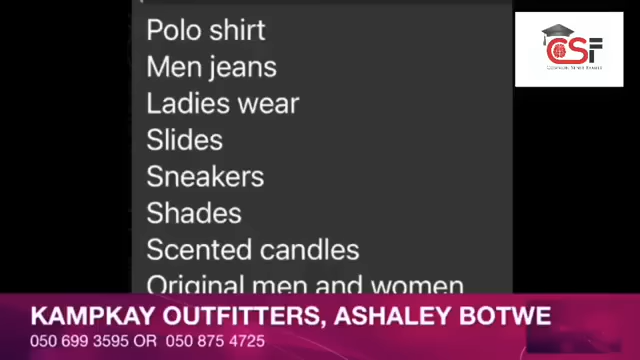 Polo shirt
Men jeans
Ladies wear
Slides
Sneakers
Shades
Scented candles
Original men and women
CSF
KAMPKAY OUTFITTERS, ASHALEY BOTWE
050 699 3595 OR 050 875 4725